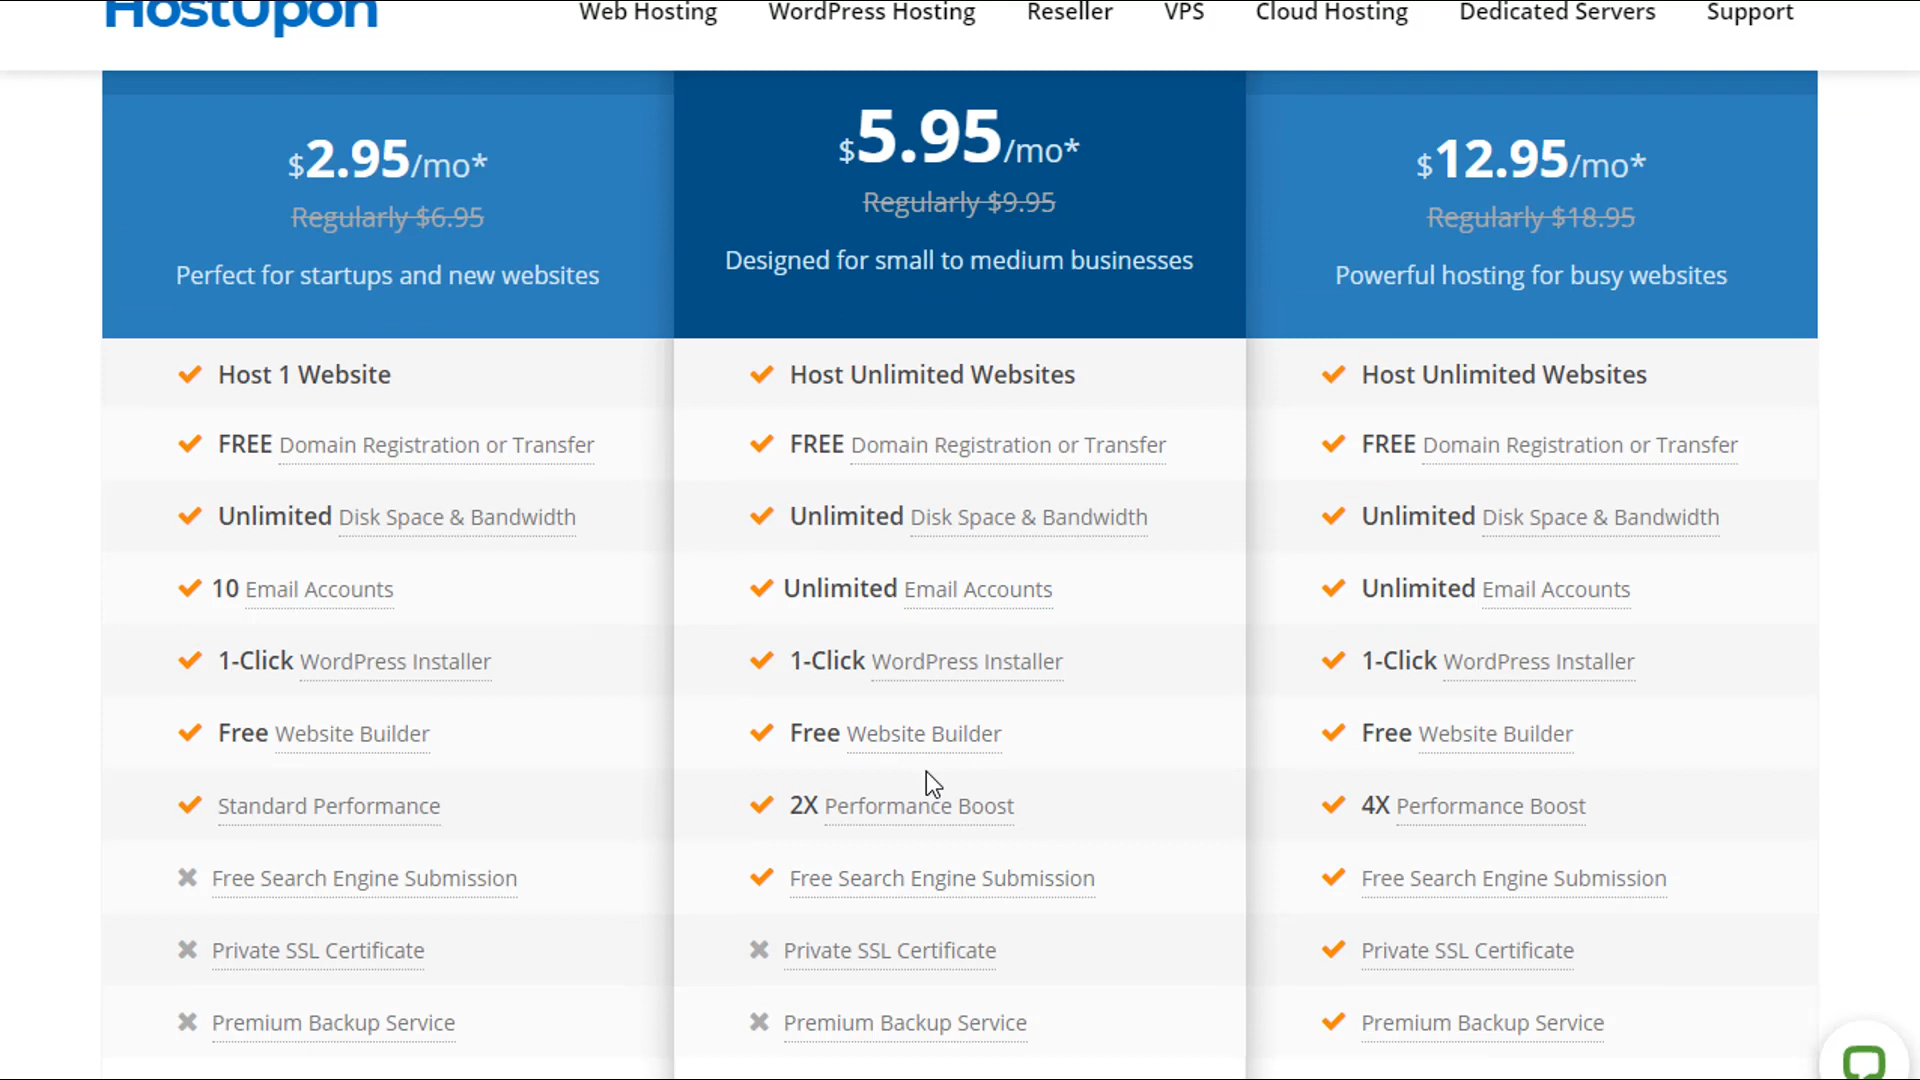 HostUpon
Web Hosting WordPress Hosting Reseller VPS Cloud Hosting Dedicated Servers Support
$2.95/mo*
Regularly $6.95
Perfect for startups and new websites
Host 1 Website
FREE Domain Registration or Transfer
Unlimited Disk Space & Bandwidth
10 Email Accounts
1-Click WordPress Installer
Free Website Builder
Standard Performance
Free Search Engine Submission
Private SSL Certificate
Premium Backup Service
$5.95/mo*
Regularly $9.95
Designed for small to medium businesses
Host Unlimited Websites
FREE Domain Registration or Transfer
Unlimited Disk Space & Bandwidth
Unlimited Email Accounts
1-Click WordPress Installer
Free Website Builder
2X Performance Boost
Free Search Engine Submission
Private SSL Certificate
Premium Backup Service
$12.95/mo*
Regularly $18.95
Powerful hosting for busy websites
Host Unlimited Websites
FREE Domain Registration or Transfer
Unlimited Disk Space & Bandwidth
Unlimited Email Accounts
1-Click WordPress Installer
Free Website Builder
4X Performance Boost
Free Search Engine Submission
Private SSL Certificate
Premium Backup Service